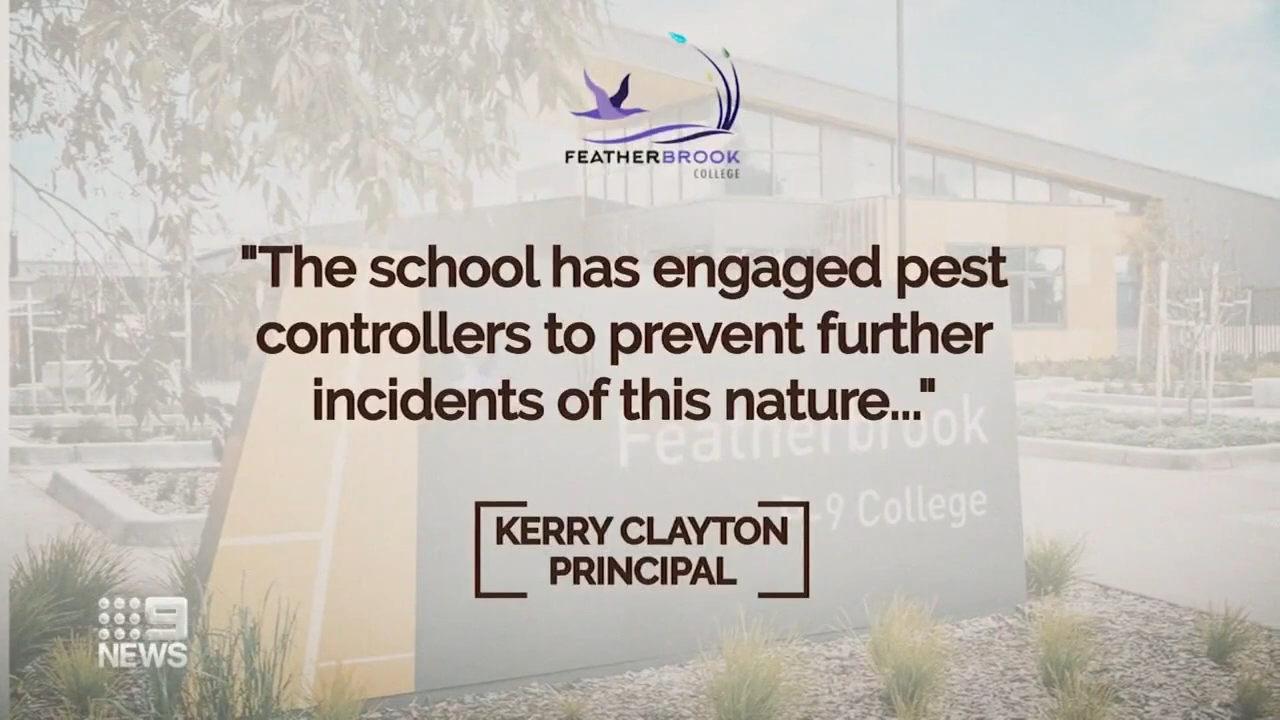 FEATHERBROOK
COLLEGE
"The school has engaged pest
controllers to prevent further
incidents of this nature..."
Featherbrook
-9 College
KERRY CLAYTON
PRINCIPAL
9
NEWS